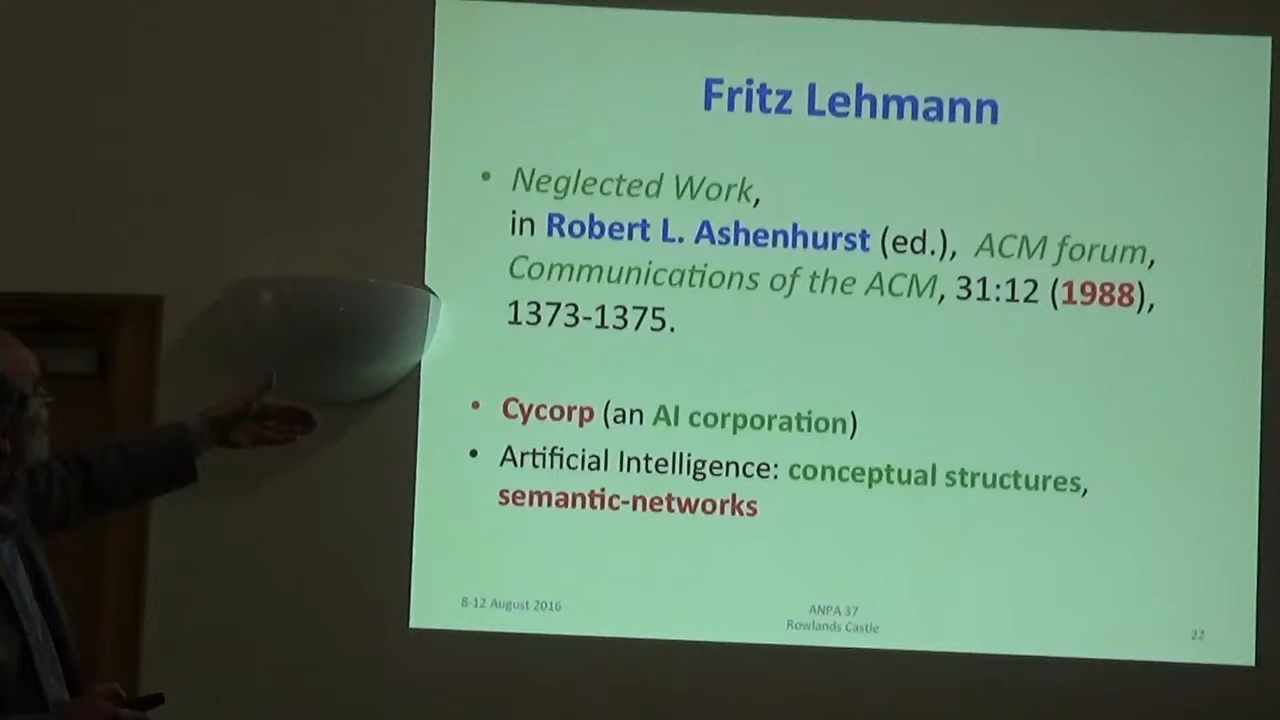 Fritz Lehmann
• Neglected Work,
in Robert L. Ashenhurst (ed.), ACM forum,
Communications of the ACM, 31:12 (1988),
1373-1375.
• Cycorp (an AI corporation)
• Artificial Intelligence: conceptual structures,
semantic-networks
8-12 August 2016
ANPA 37
Rowlands Castle
22